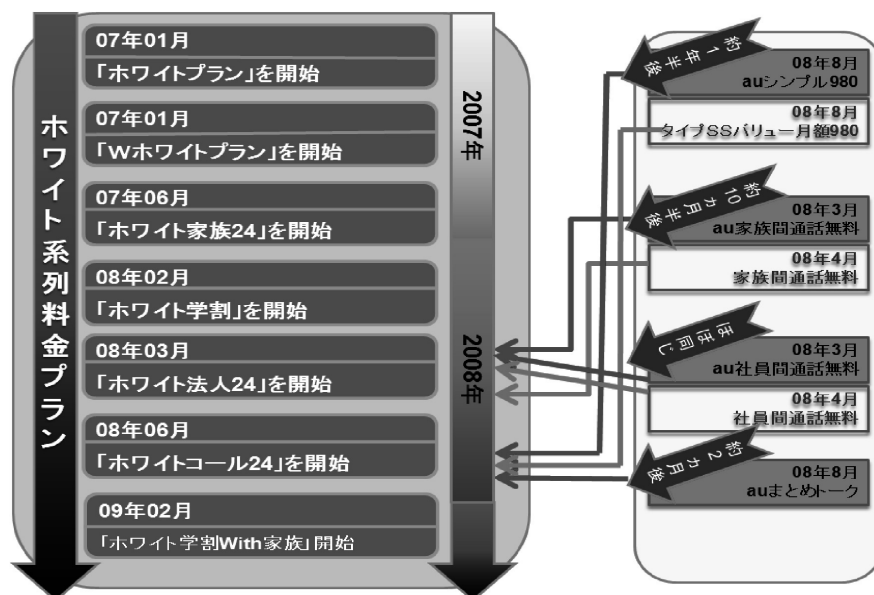 ホワイト系列料金プラン
07年01月
「ホワイトプラン」を開始
07年01月
「Wホワイトプラン」を開始
07年06月
「ホワイト家族24」を開始
08年02月
「ホワイト学割」を開始
08年03月
「ホワイト法人24」を開始
08年06月
「ホワイトコール24」を開始
09年02月
「ホワイト学割With家族」開始
2007年
2008年
約1年半後
08年8月
auシンプル980
08年8月
タイプSSバリュー月額980
約10カ月半後
08年3月
au家族間通話無料
08年4月
家族間通話無料
ほぼ同じ
08年3月
au社員間通話無料
08年4月
社員間通話無料
約2カ月後
08年8月
auまとめトーク